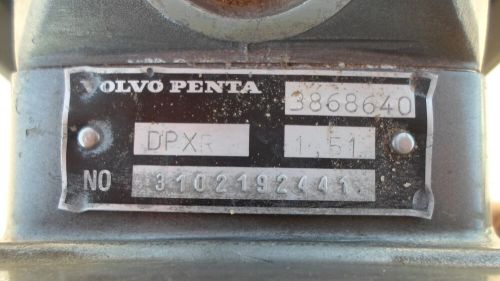 VOLVO PENTA 3868640
DPXR 1,51
NO 3102192441